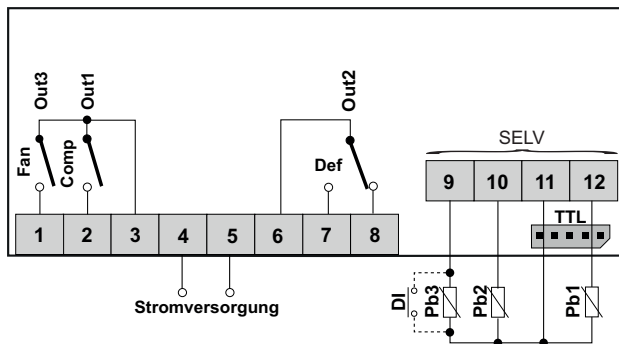 Out3
Out1
Out2
Fan
Comp
Def
SELV
9 10 11 12
1 2 3 4 5 6 7 8
TTL
Stromversorgung
DI
Pb3
Pb2
Pb1